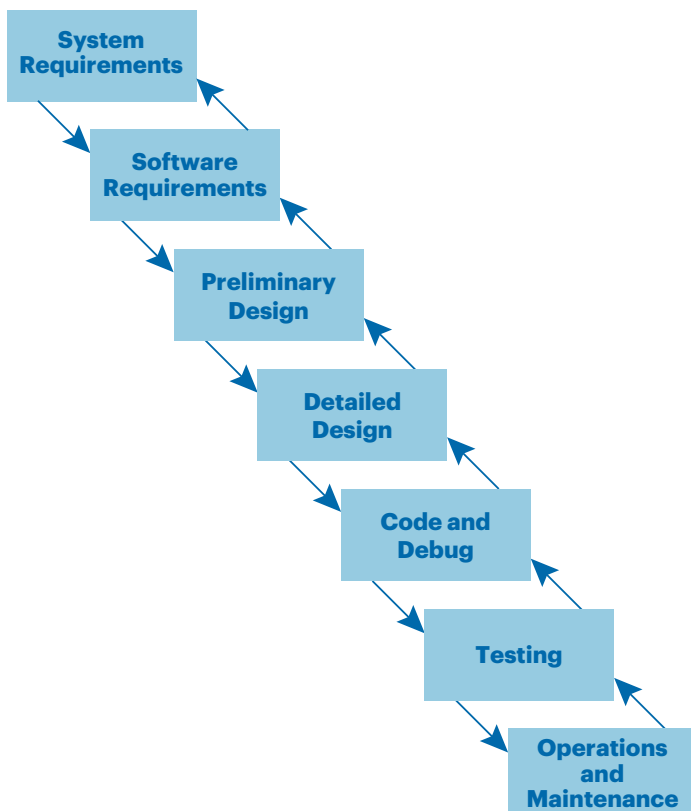 System
Requirements
Software
Requirements
Preliminary
Design
Detailed
Design
Code and
Debug
Testing
Operations
and
Maintenance